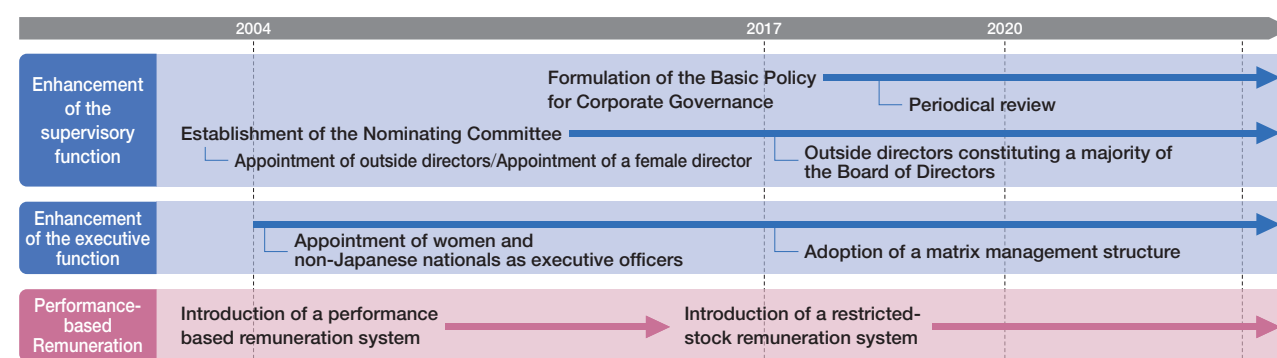 2004
2017
2020
Enhancement
of the
supervisory
function
Formulation of the Basic Policy
for Corporate Governance
Periodical review
Establishment of the Nominating Committee
Appointment of outside directors/Appointment of a female director
Outside directors constituting a majority of
the Board of Directors
Enhancement
of the executive
function
Appointment of women and
non-Japanese nationals as executive officers
Adoption of a matrix management structure
Performance-
based
Remuneration
Introduction of a performance
based remuneration system
Introduction of a restricted-
stock remuneration system